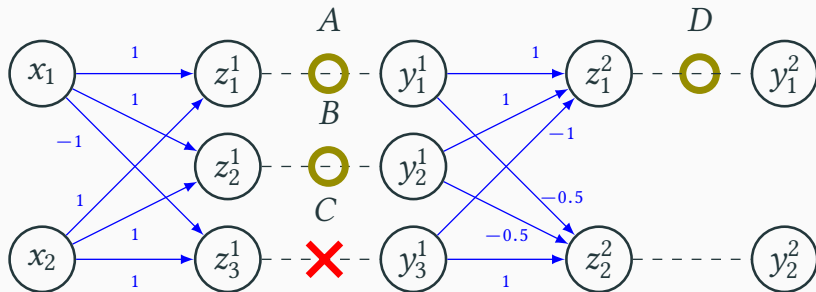 A D
1 1
x₁ z₁¹ y₁¹ z₁² y₁²
1 B 1
−1 −1
z₂¹ y₂¹
1 C −0.5
1 −0.5
x₂ z₃¹ y₃¹ z₂² y₂²
1 1